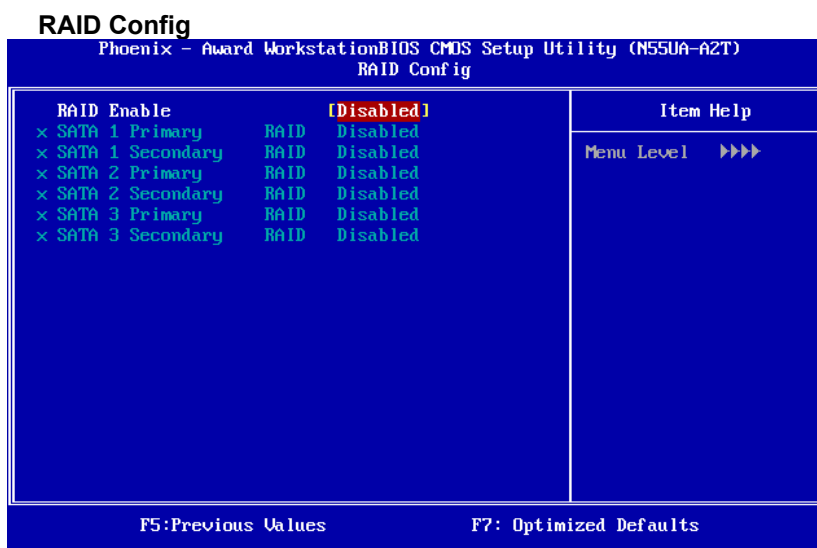 RAID Config
Phoenix - Award WorkstationBIOS CMOS Setup Utility (N55UA-A2T)
RAID Config
RAID Enable [Disabled]
x SATA 1 Primary RAID Disabled
x SATA 1 Secondary RAID Disabled
x SATA 2 Primary RAID Disabled
x SATA 2 Secondary RAID Disabled
x SATA 3 Primary RAID Disabled
x SATA 3 Secondary RAID Disabled
Item Help
Menu Level ►►►►
F5:Previous Values F7: Optimized Defaults